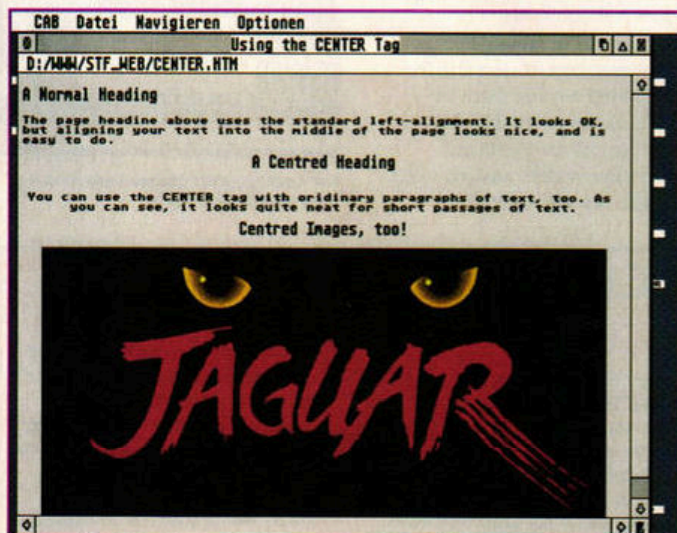 CAB Datei Navigieren Optionen
Using the CENTER Tag
D:/WWW/STF_WEB/CENTER.HTM
A Normal Heading
The page headine above uses the standard left-alignment. It looks OK,
but aligning your text into the middle of the page looks nice, and is
easy to do.
A Centred Heading
You can use the CENTER tag with oridinary paragraphs of text, too. As
you can see, it looks quite neat for short passages of text.
Centred Images, too!
JAGUAR